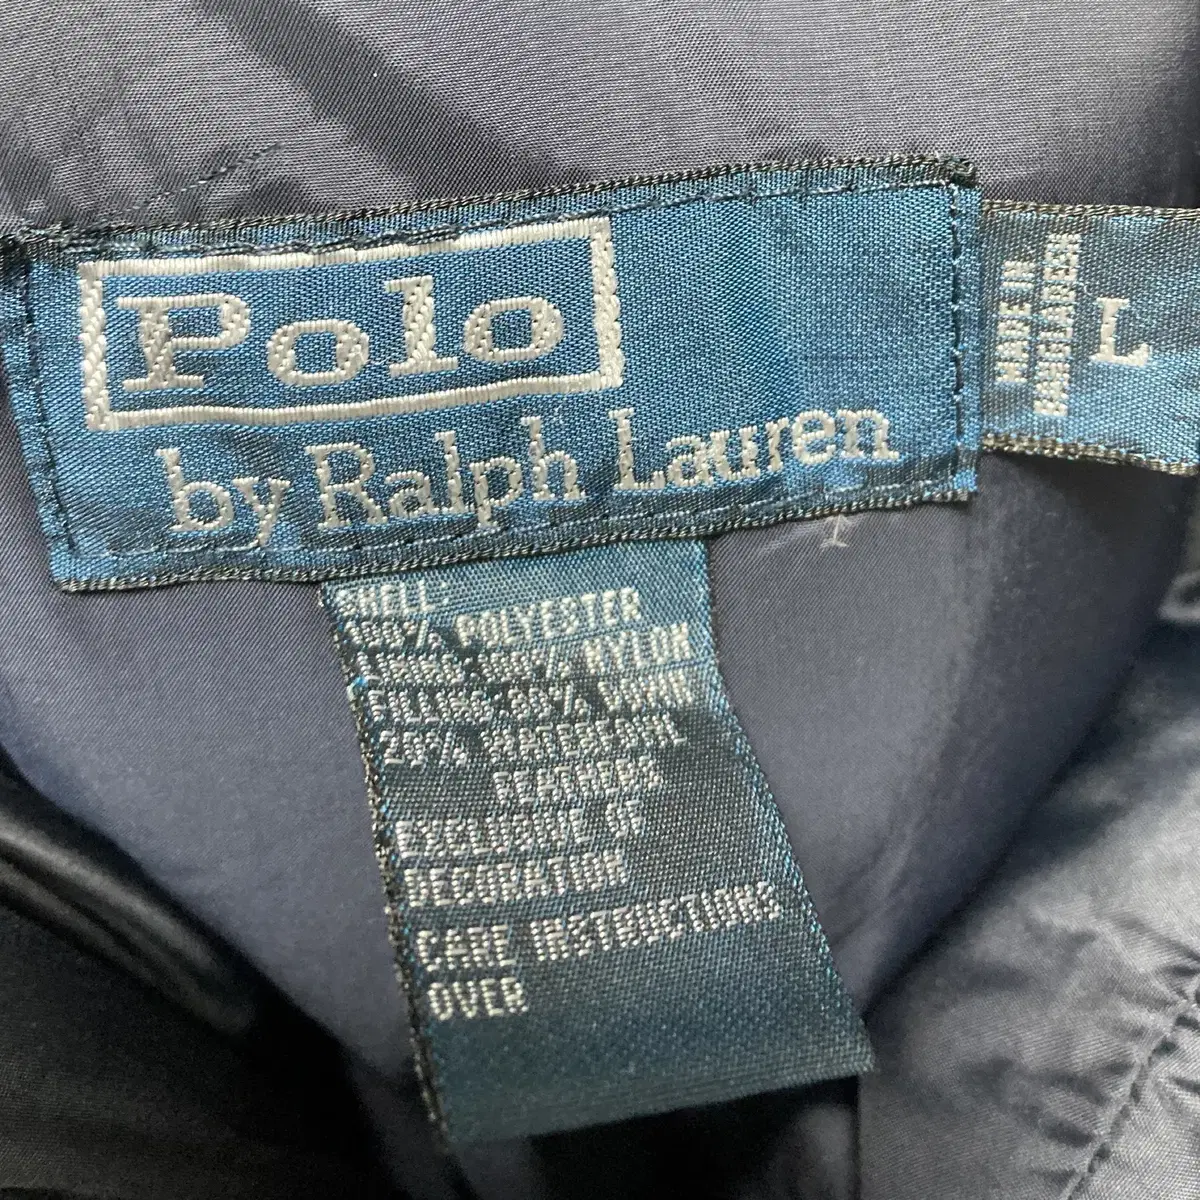 Polo
by Ralph Lauren
MADE IN
BANGLADESH
L
SHELL:
100% POLYESTER
LINING 100% NYLON
FILLING 80% DOWN
20% WATERFOWL
FEATHERS
EXCLUSIVE OF
DECORATION
CARE INSTRUCTIONS
OVER